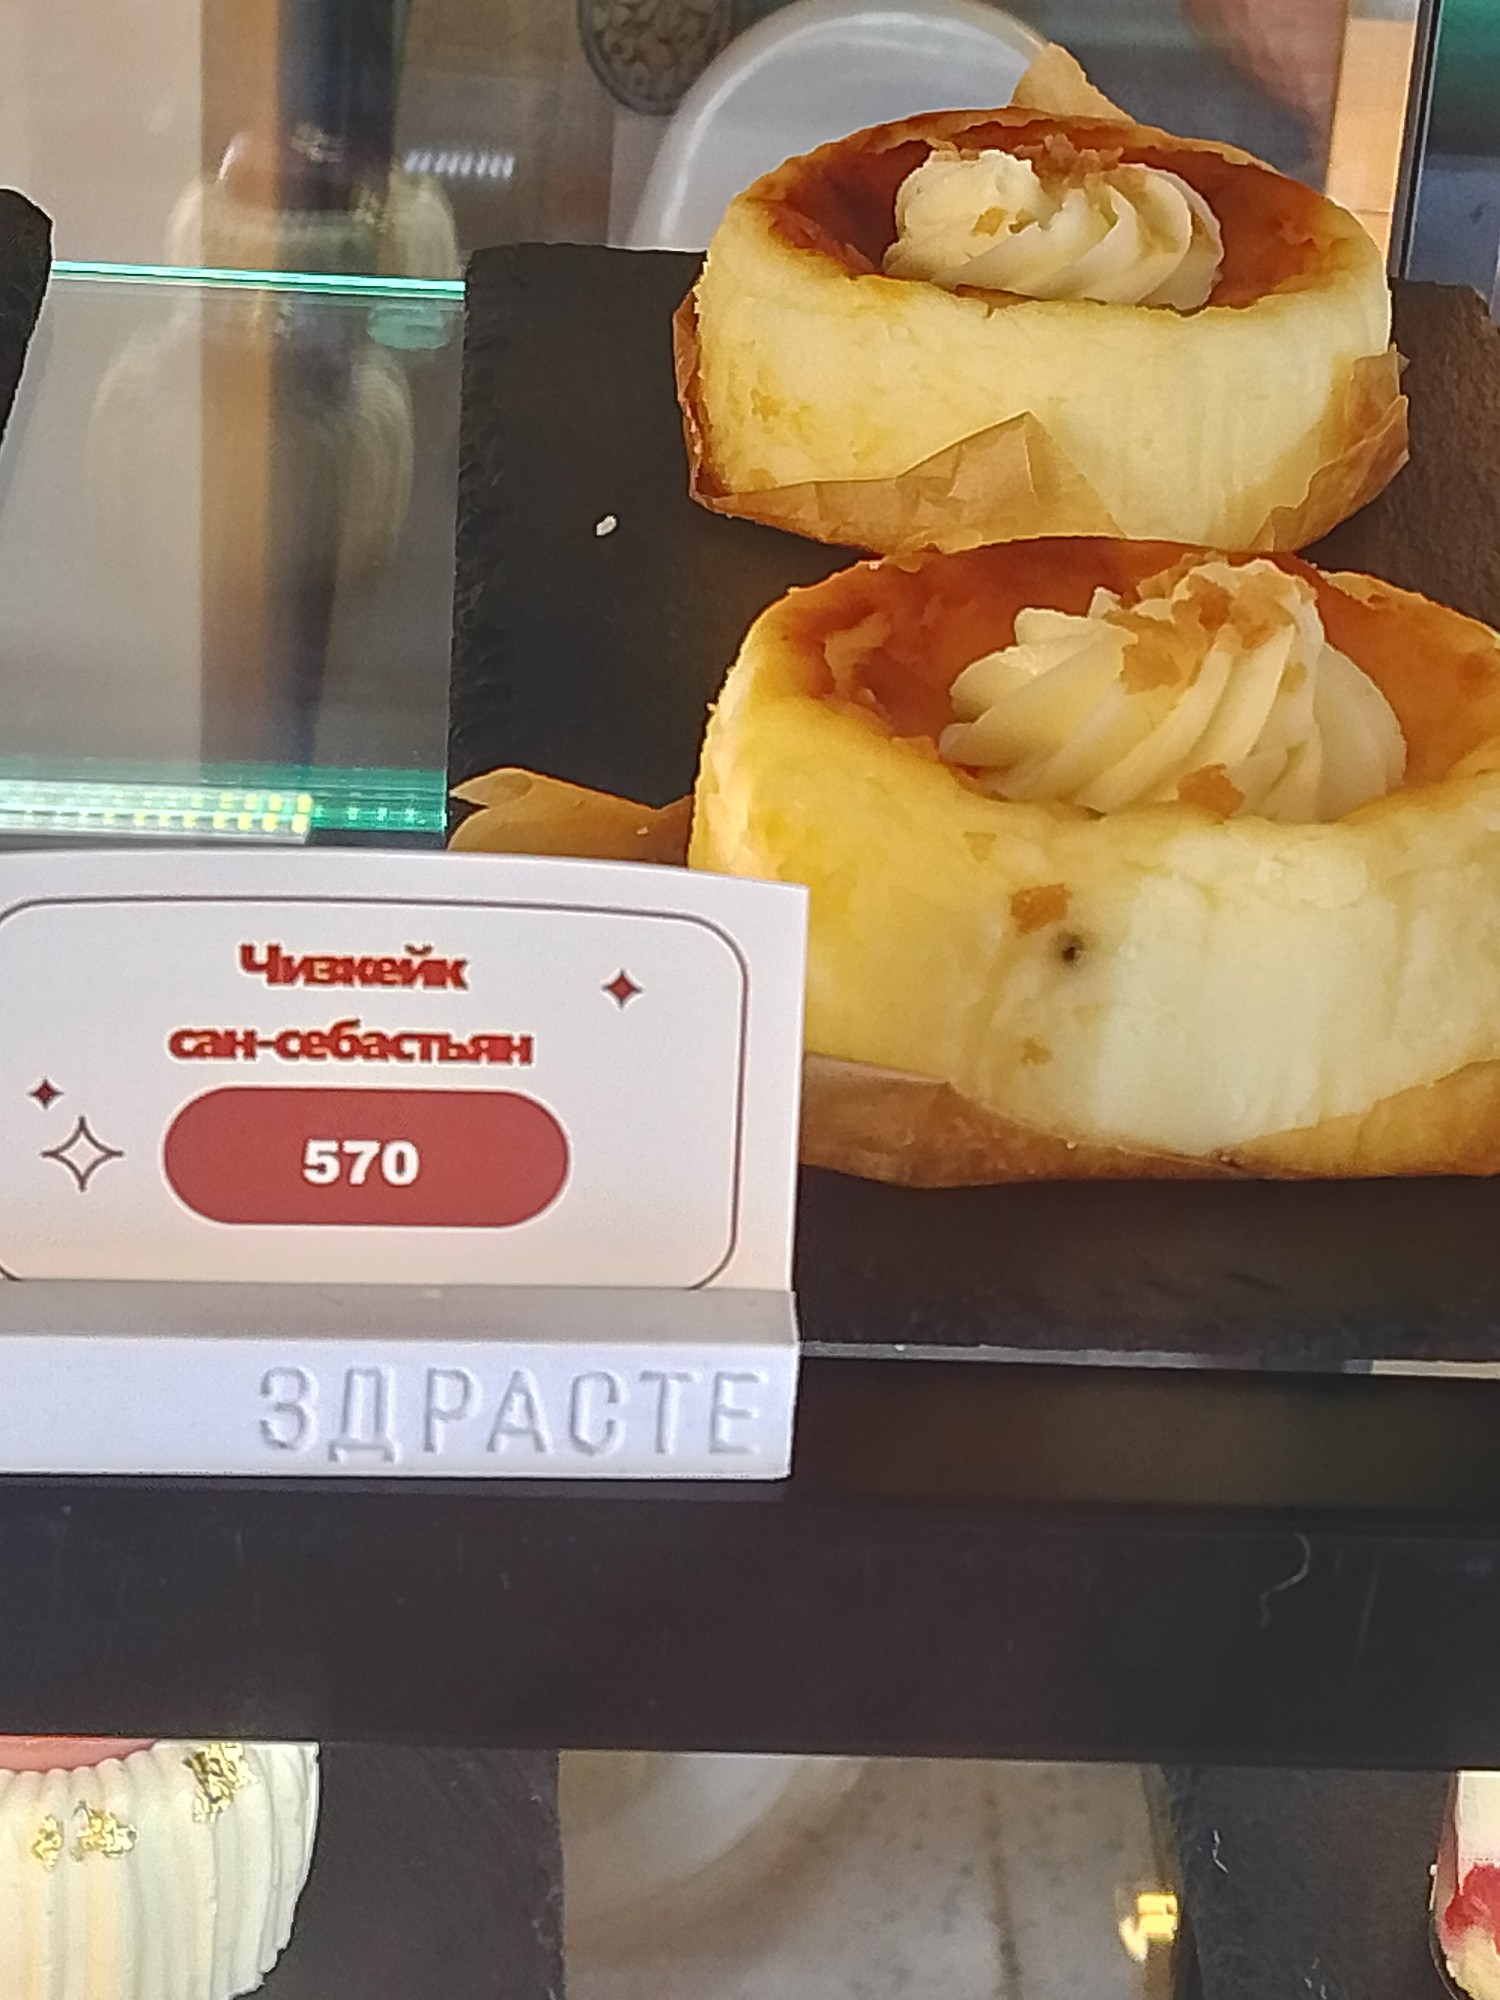 Чизкейк
сан-себастьян
570
ЗДРАСТЕ